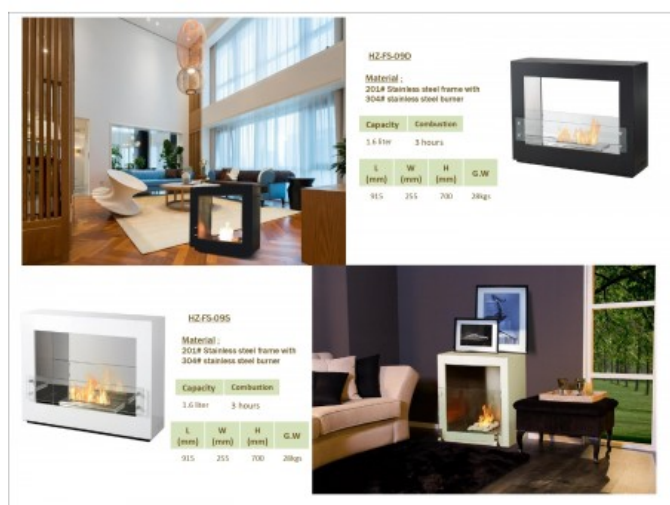 HZ-FS-09D
Material :
201# Stainless steel frame with
304# stainless steel burner
Capacity Combustion
1.6 liter 3 hours
L (mm) W (mm) H (mm) G.W
915 255 700 28kgs
HZ-FS-09S
Material :
201# Stainless steel frame with
304# stainless steel burner
Capacity Combustion
1.6 liter 3 hours
L (mm) W (mm) H (mm) G.W
915 255 700 28kgs